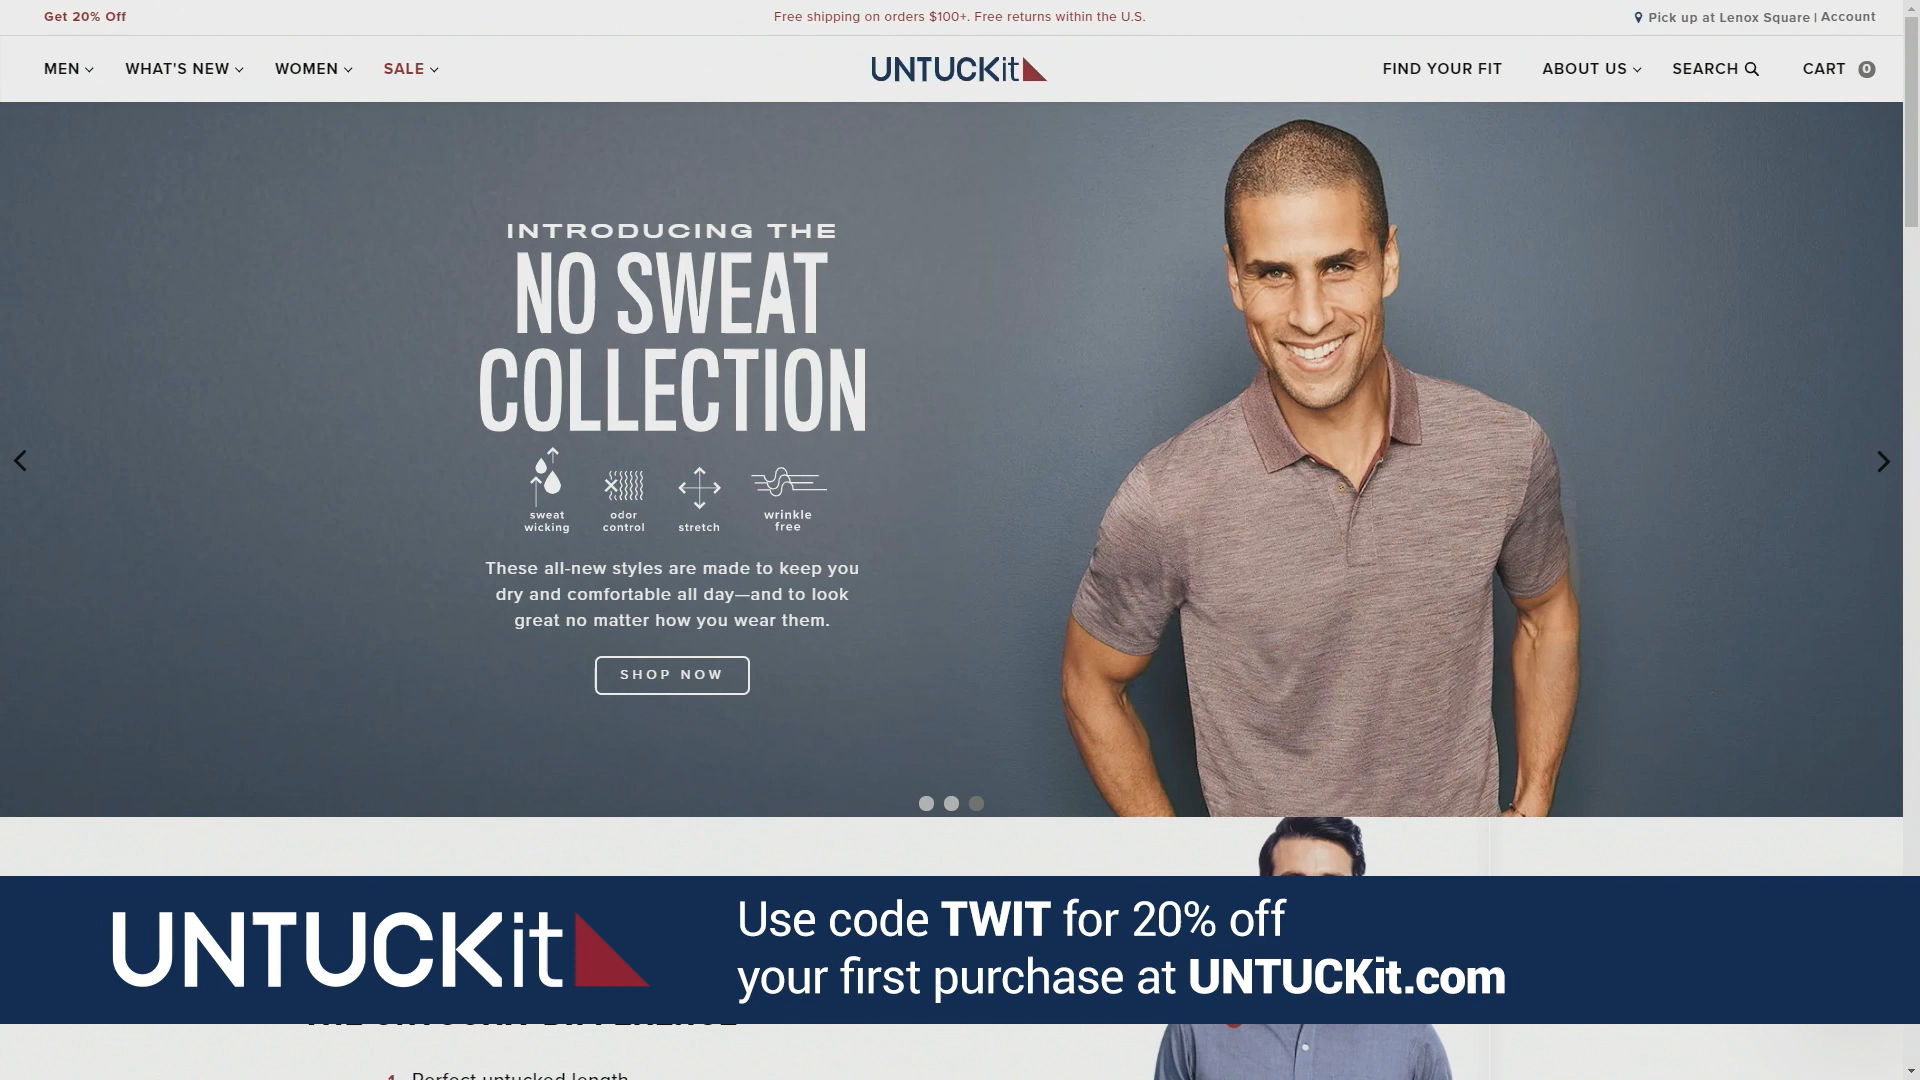 Get 20% Off
Free shipping on orders $100+. Free returns within the U.S.
Pick up at Lenox Square | Account
MEN
WHAT'S NEW
WOMEN
SALE
UNTUCKit
FIND YOUR FIT
ABOUT US
SEARCH
CART 0
INTRODUCING THE
NO SWEAT
COLLECTION
sweat
wicking
odor
control
stretch
wrinkle
free
These all-new styles are made to keep you
dry and comfortable all day—and to look
great no matter how you wear them.
SHOP NOW
UNTUCKit
Use code TWIT for 20% off
your first purchase at UNTUCKit.com
1. Perfect untucked length